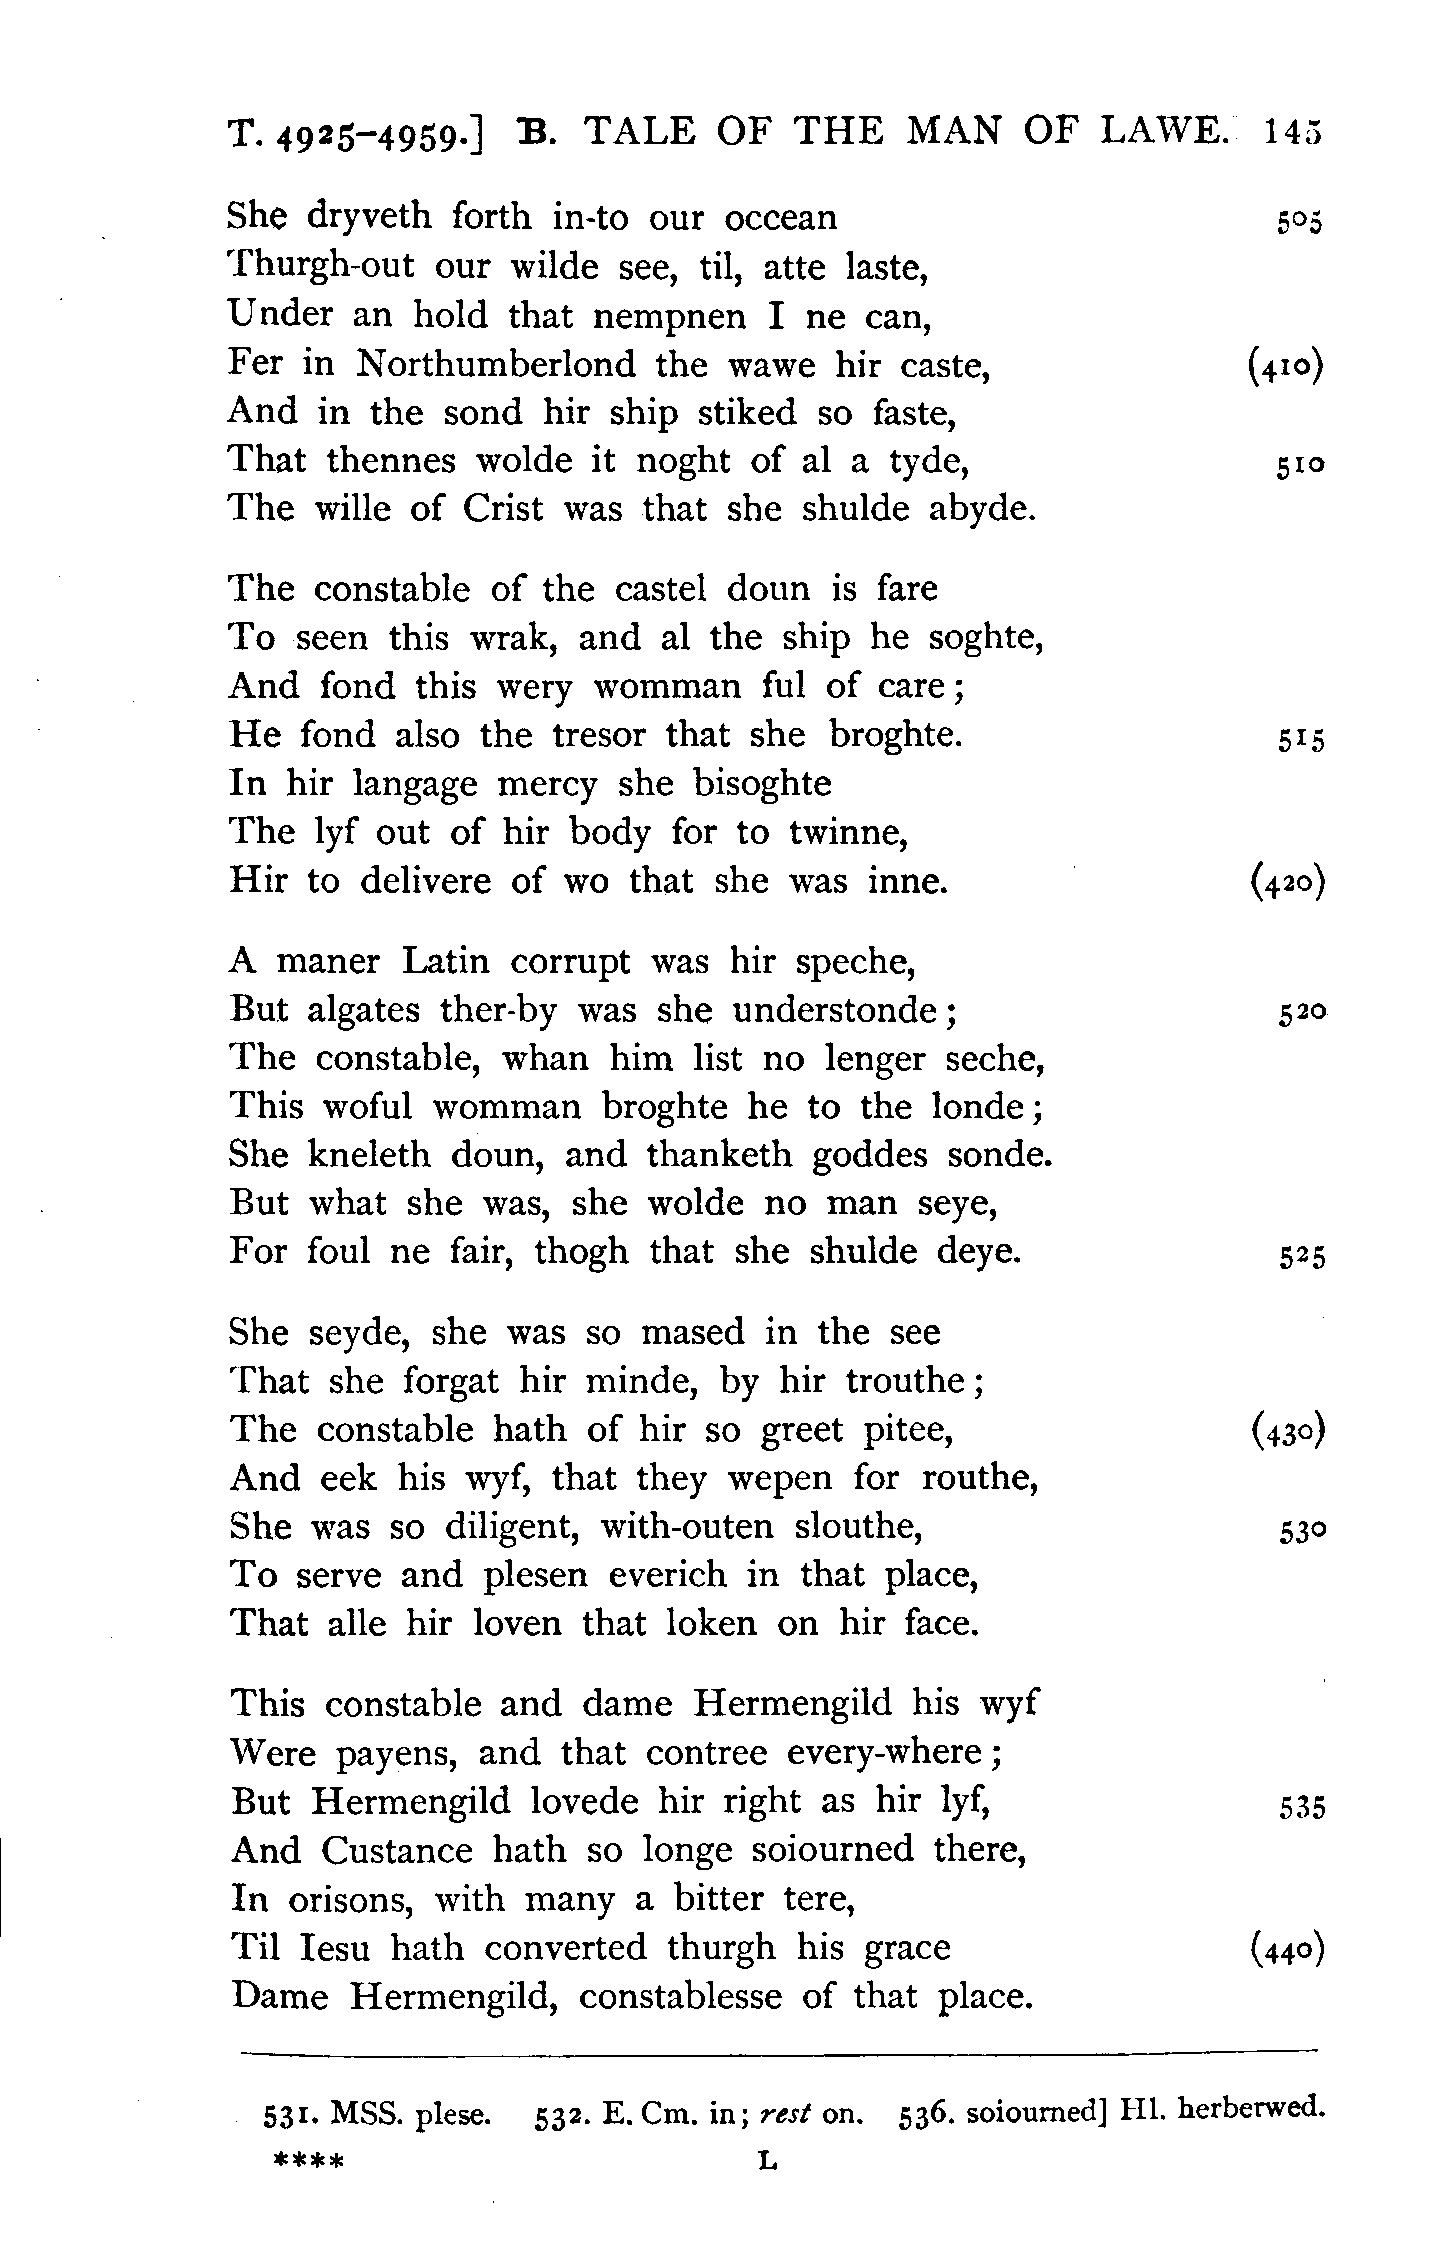 T. 4925-4959.] B. TALE OF THE MAN OF LAWE. 145
She dryveth forth in-to our occean 505
Thurgh-out our wilde see, til, atte laste,
Under an hold that nempnen I ne can,
Fer in Northumberlond the wawe hir caste, (410)
And in the sond hir ship stiked so faste,
That thennes wolde it noght of al a tyde, 510
The wille of Crist was that she shulde abyde.
The constable of the castel doun is fare
To seen this wrak, and al the ship he soghte,
And fond this wery womman ful of care;
He fond also the tresor that she broghte. 515
In hir langage mercy she bisoghte
The lyf out of hir body for to twinne,
Hir to delivere of wo that she was inne. (420)
A maner Latin corrupt was hir speche,
But algates ther-by was she understonde; 520
The constable, whan him list no lenger seche,
This woful womman broghte he to the londe;
She kneleth doun, and thanketh goddes sonde.
But what she was, she wolde no man seye,
For foul ne fair, thogh that she shulde deye. 525
She seyde, she was so mased in the see
That she forgat hir minde, by hir trouthe;
The constable hath of hir so greet pitee, (430)
And eek his wyf, that they wepen for routhe,
She was so diligent, with-outen slouthe, 530
To serve and plesen everich in that place,
That alle hir loven that loken on hir face.
This constable and dame Hermengild his wyf
Were payens, and that contree every-where;
But Hermengild lovede hir right as hir lyf, 535
And Custance hath so longe soiourned there,
In orisons, with many a bitter tere,
Til Iesu hath converted thurgh his grace (440)
Dame Hermengild, constablesse of that place.
531. MSS. plese. 532. E. Cm. in; rest on. 536. soiourned] Hl. herberwed.
**** L